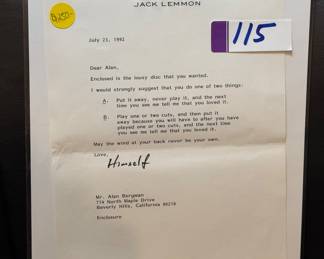 JACK LEMMON
115
July 23, 1992
Dear Alan,
Enclosed is the lousy disc that you wanted.
I would strongly suggest that you do one of two things:
A. Put it away, never play it, and the next
time you see me tell me that you loved it.
B. Play one or two cuts, and then put it
away because you will have to after you have
played one or two cuts, and the next time
you see me tell me that you loved it.
May the wind at your back never be your own.
Love,
Himself
Mr. Alan Bergman
714 North Maple Drive
Beverly Hills, California 90210
Enclosure